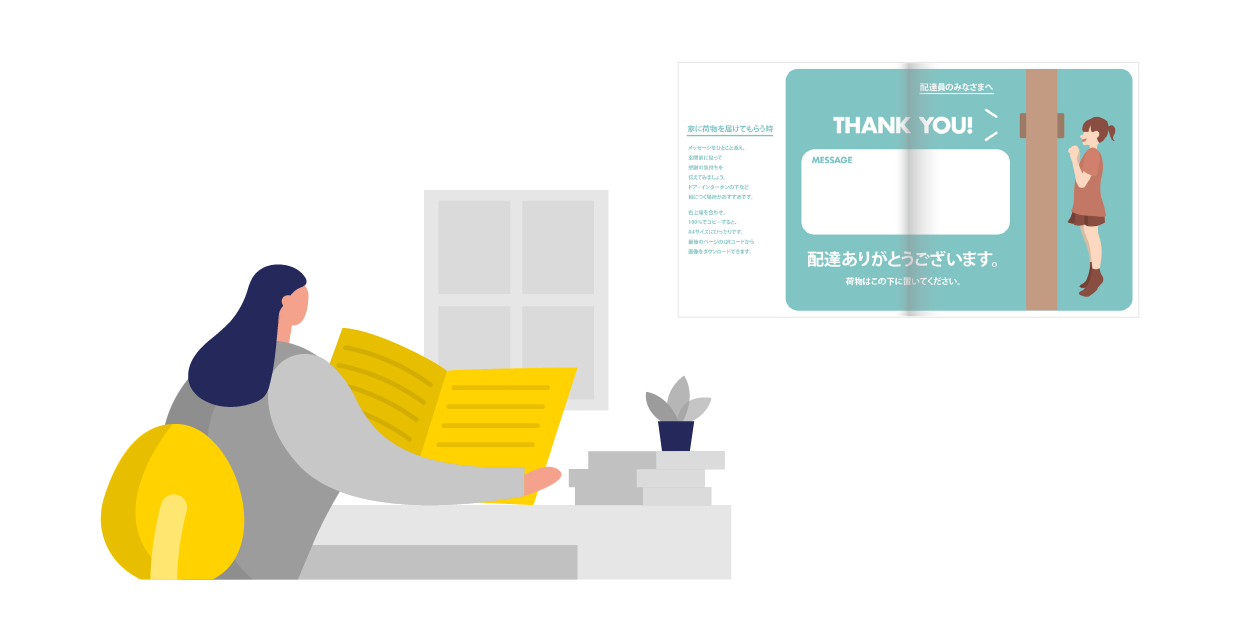 家に荷物を届けてもらう時
メッセージをひとこと添え、
玄関前に貼って
感謝の気持ちを
伝えてみましょう。
ドア・インターホンの下など
目につく場所がおすすめです。
右上端を合わせ、
100%でコピーすると、
A4サイズにぴったりです。
最後のページのQRコードから
画像をダウンロードできます。
配達員のみなさまへ
THANK YOU!
MESSAGE
配達ありがとうございます。
荷物はこの下に置いてください。